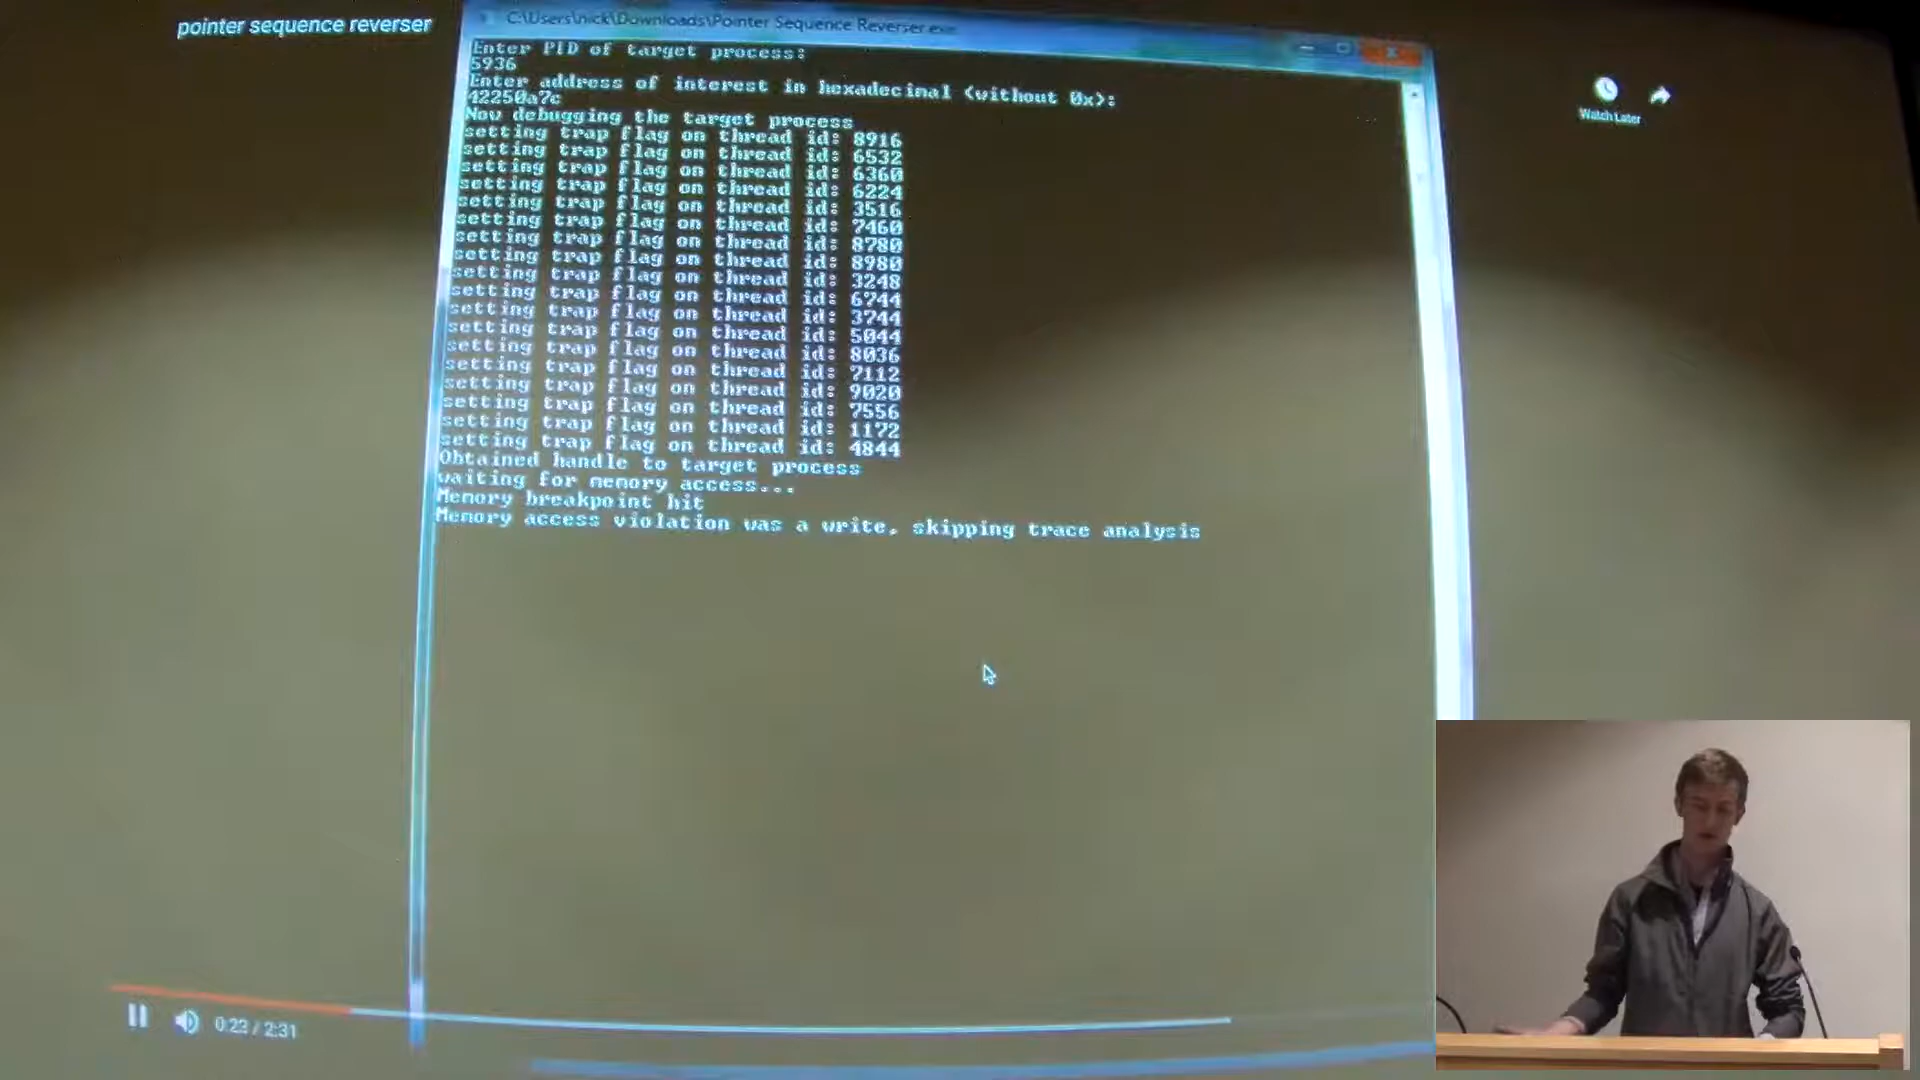 pointer sequence reverser
C:\Users\nick\Downloads\Pointer Sequence Reverser.exe
Enter PID of target process:
5936
Enter address of interest in hexadecimal (without 0x):
42250a7c
Now debugging the target process
setting trap flag on thread id: 8916
setting trap flag on thread id: 6532
setting trap flag on thread id: 6360
setting trap flag on thread id: 6224
setting trap flag on thread id: 3516
setting trap flag on thread id: 7460
setting trap flag on thread id: 8780
setting trap flag on thread id: 8980
setting trap flag on thread id: 3248
setting trap flag on thread id: 6744
setting trap flag on thread id: 3744
setting trap flag on thread id: 5044
setting trap flag on thread id: 8036
setting trap flag on thread id: 7112
setting trap flag on thread id: 9020
setting trap flag on thread id: 7556
setting trap flag on thread id: 1172
setting trap flag on thread id: 4844
Obtained handle to target process
waiting for memory access...
Memory breakpoint hit
Memory access violation was a write, skipping trace analysis
Watch Later
0:23 / 2:31